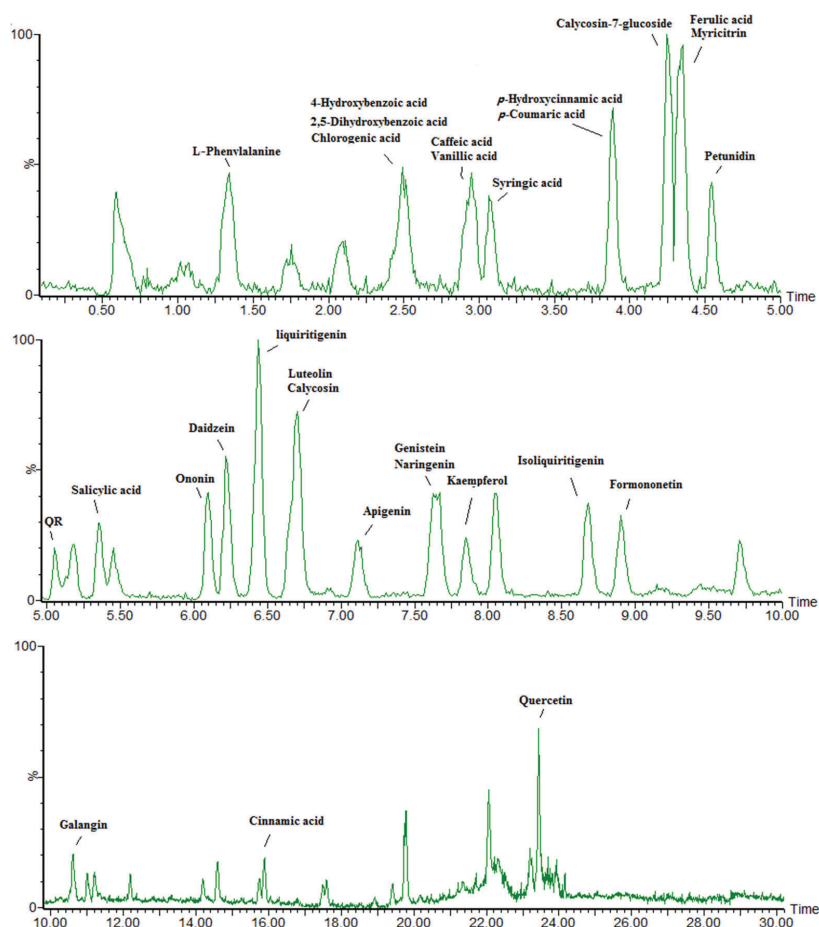 100
%
0
L-Phenylalanine
4-Hydroxybenzoic acid
2,5-Dihydroxybenzoic acid
Chlorogenic acid
Caffeic acid
Vanillic acid
Syringic acid
p-Hydroxycinnamic acid
p-Coumaric acid
Calycosin-7-glucoside
Ferulic acid
Myricitrin
Petunidin
0.50 1.00 1.50 2.00 2.50 3.00 3.50 4.00 4.50 5.00 Time
100
%
0
QR
Salicylic acid
Ononin
Daidzein
liquiritigenin
Luteolin
Calycosin
Apigenin
Genistein
Naringenin
Kaempferol
Isoliquiritigenin
Formononetin
5.00 5.50 6.00 6.50 7.00 7.50 8.00 8.50 9.00 9.50 10.00 Time
100
%
0
Galangin
Cinnamic acid
Quercetin
10.00 12.00 14.00 16.00 18.00 20.00 22.00 24.00 26.00 28.00 30.00 Time